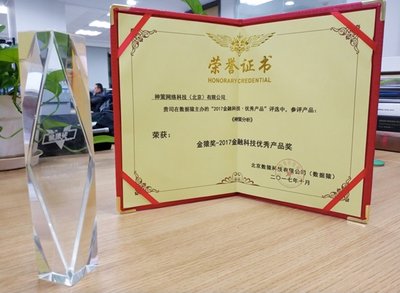 荣誉证书
HONORARYCREDENTIAL
神策网络科技（北京）有限公司
贵司在数据猿主办的“2017金融科技·优秀产品”评选中，参评产品：
《神策分析》
荣获：
金猿奖-2017金融科技优秀产品奖
北京数猿科技有限公司（数据猿）
二〇一七年十月